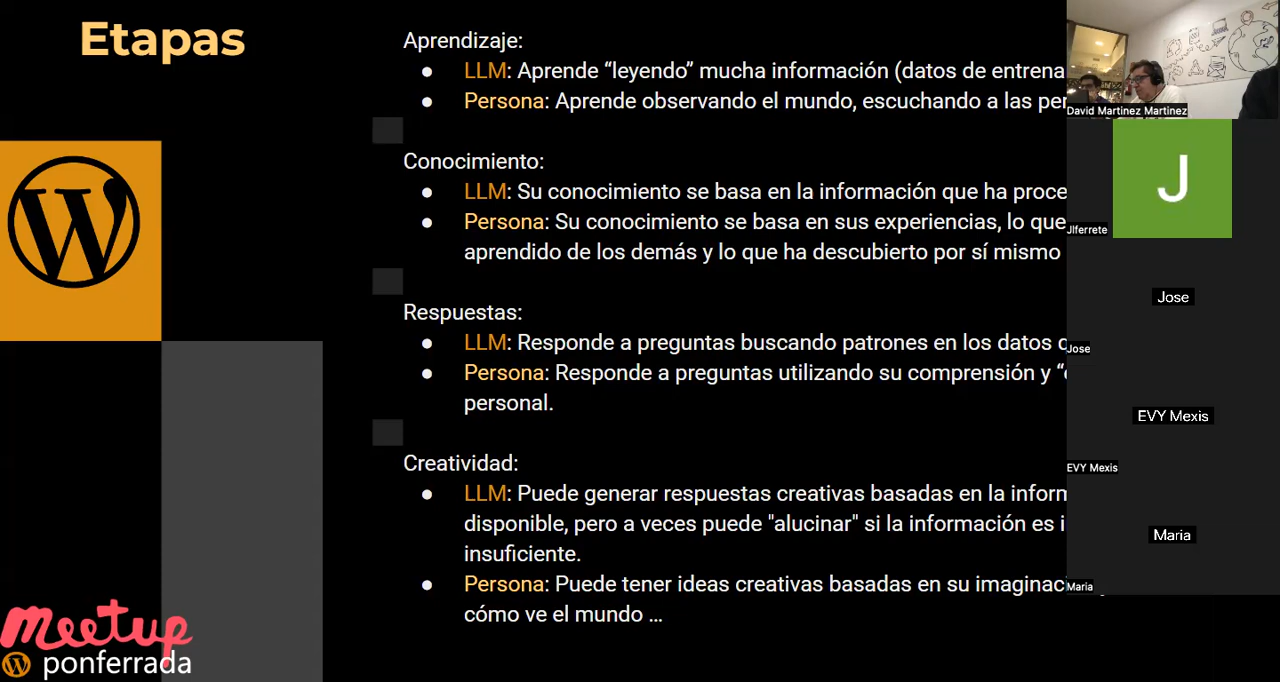 Etapas
Aprendizaje:
● LLM: Aprende “leyendo” mucha información (datos de entrena
● Persona: Aprende observando el mundo, escuchando a las per
Conocimiento:
● LLM: Su conocimiento se basa en la información que ha proce
● Persona: Su conocimiento se basa en sus experiencias, lo que
aprendido de los demás y lo que ha descubierto por sí mismo
Respuestas:
● LLM: Responde a preguntas buscando patrones en los datos
● Persona: Responde a preguntas utilizando su comprensión y
personal.
Creatividad:
● LLM: Puede generar respuestas creativas basadas en la inform
disponible, pero a veces puede "alucinar" si la información es i
insuficiente.
● Persona: Puede tener ideas creativas basadas en su imaginac
cómo ve el mundo ...
meetup
ponferrada
David Martinez Martinez
J
Jlferrete
Jose
Jose
EVY Mexis
EVY Mexis
Maria
Maria